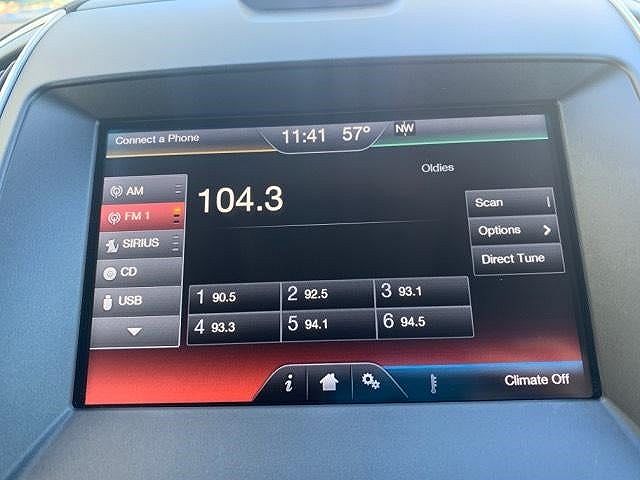 Connect a Phone
11:41 57°
NW
Oldies
AM
104.3
FM 1
SIRIUS
CD
USB
Scan
Options
Direct Tune
1 90.5
2 92.5
3 93.1
4 93.3
5 94.1
6 94.5
i
Climate Off